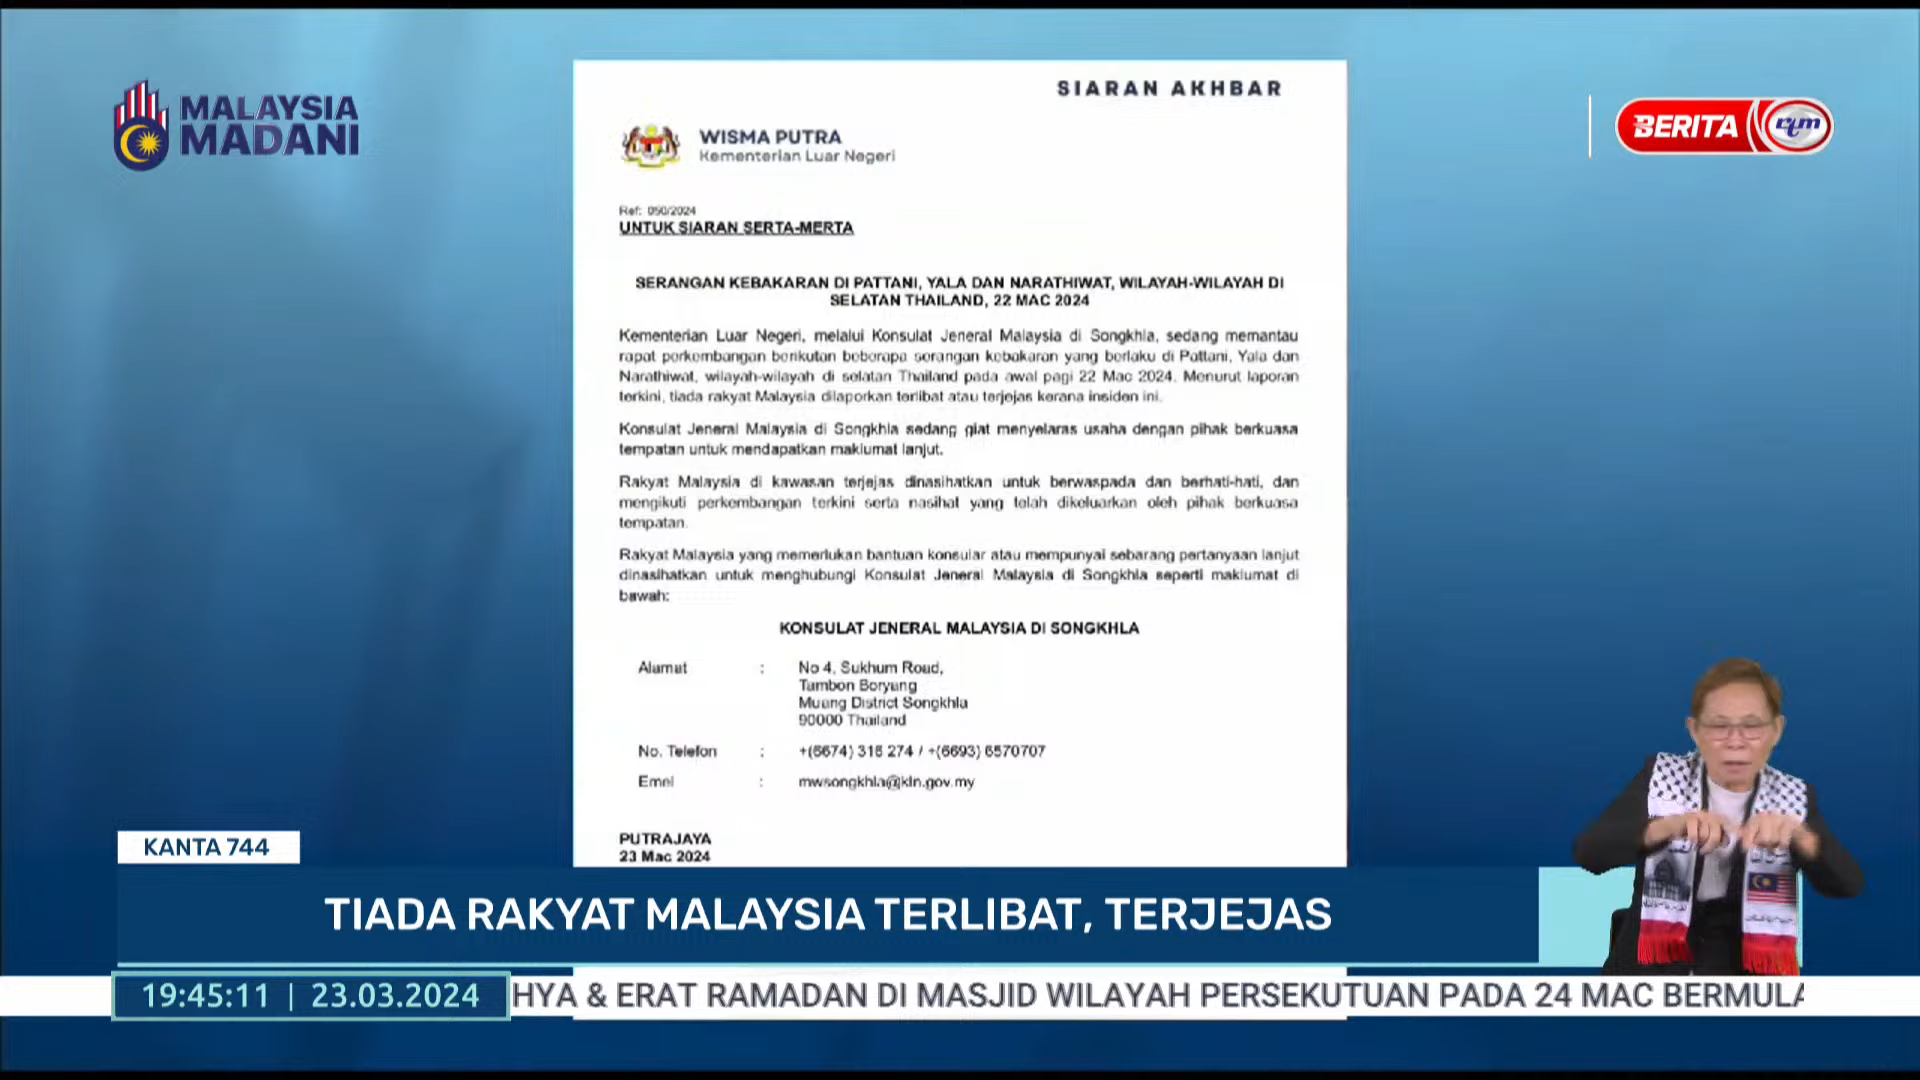 MALAYSIA
MADANI
BERITA rtm
SIARAN AKHBAR
WISMA PUTRA
Kementerian Luar Negeri
Ref: 050/2024
UNTUK SIARAN SERTA-MERTA
SERANGAN KEBAKARAN DI PATTANI, YALA DAN NARATHIWAT, WILAYAH-WILAYAH DI
SELATAN THAILAND, 22 MAC 2024
Kementerian Luar Negeri, melalui Konsulat Jeneral Malaysia di Songkhla, sedang memantau
rapat perkembangan berikutan beberapa serangan kebakaran yang berlaku di Pattani, Yala dan
Narathiwat, wilayah-wilayah di selatan Thailand pada awal pagi 22 Mac 2024. Menurut laporan
terkini, tiada rakyat Malaysia dilaporkan terlibat atau terjejas kerana insiden ini.
Konsulat Jeneral Malaysia di Songkhla sedang giat menyelaras usaha dengan pihak berkuasa
tempatan untuk mendapatkan maklumat lanjut.
Rakyat Malaysia di kawasan terjejas dinasihatkan untuk berwaspada dan berhati-hati, dan
mengikuti perkembangan terkini serta nasihat yang telah dikeluarkan oleh pihak berkuasa
tempatan.
Rakyat Malaysia yang memerlukan bantuan konsular atau mempunyai sebarang pertanyaan lanjut
dinasihatkan untuk menghubungi Konsulat Jeneral Malaysia di Songkhla seperti maklumat di
bawah:
KONSULAT JENERAL MALAYSIA DI SONGKHLA
Alamat : No 4, Sukhum Road,
Tambon Boryang
Muang District Songkhla
90000 Thailand
No. Telefon : +(6674) 316 274 / +(6693) 6570707
Emel : mwsongkhla@kln.gov.my
PUTRAJAYA
23 Mac 2024
KANTA 744
TIADA RAKYAT MALAYSIA TERLIBAT, TERJEJAS
19:45:11 | 23.03.2024 HYA & ERAT RAMADAN DI MASJID WILAYAH PERSEKUTUAN PADA 24 MAC BERMULA